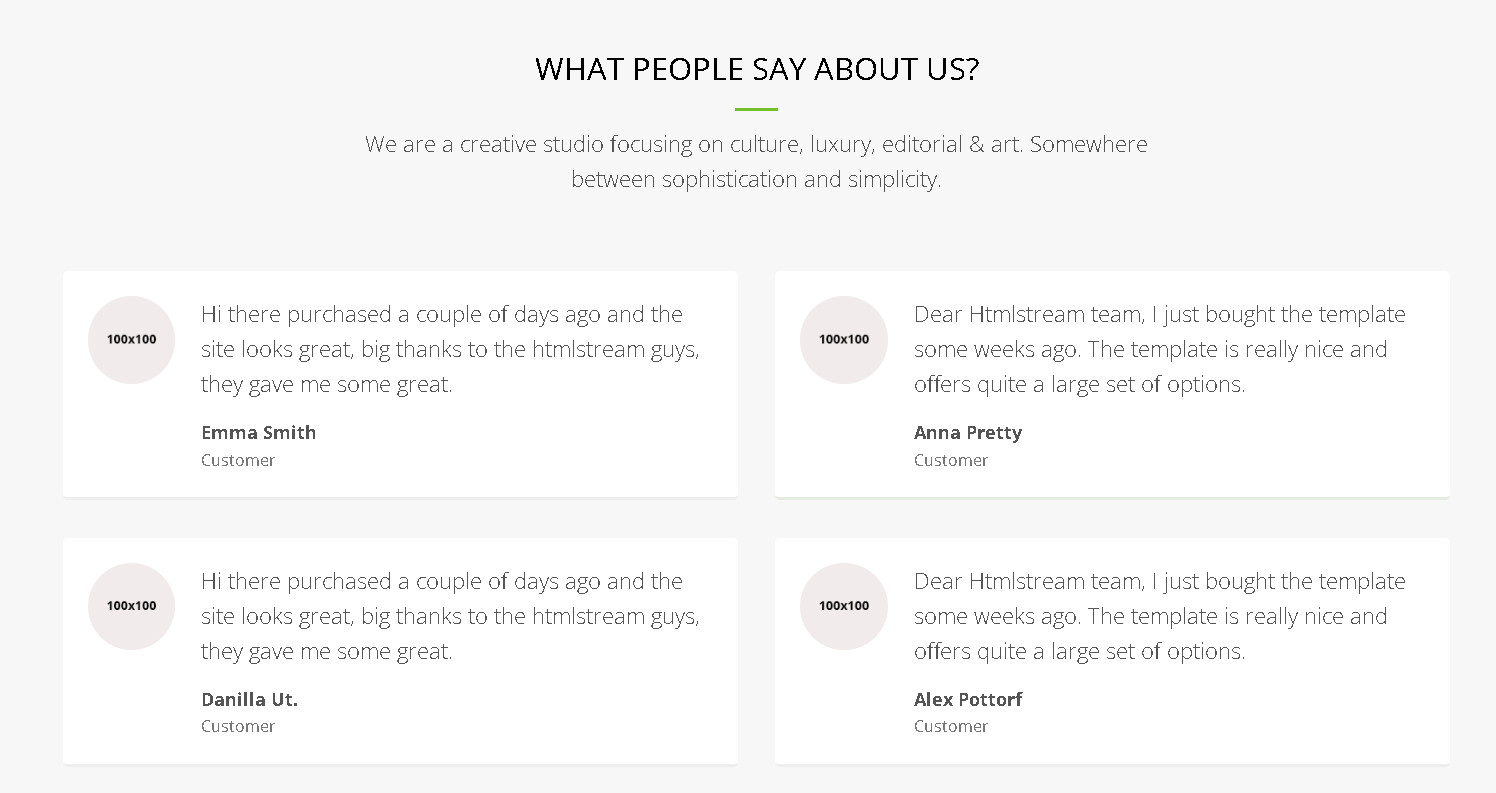 WHAT PEOPLE SAY ABOUT US?
We are a creative studio focusing on culture, luxury, editorial & art. Somewhere
between sophistication and simplicity.
100x100
Hi there purchased a couple of days ago and the
site looks great, big thanks to the htmlstream guys,
they gave me some great.
Emma Smith
Customer
100x100
Dear Htmlstream team, I just bought the template
some weeks ago. The template is really nice and
offers quite a large set of options.
Anna Pretty
Customer
100x100
Hi there purchased a couple of days ago and the
site looks great, big thanks to the htmlstream guys,
they gave me some great.
Danilla Ut.
Customer
100x100
Dear Htmlstream team, I just bought the template
some weeks ago. The template is really nice and
offers quite a large set of options.
Alex Pottorf
Customer